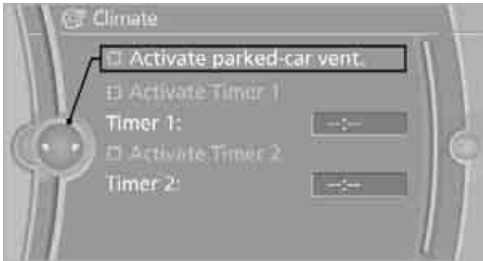 Climate
Activate parked-car vent.
Activate Timer 1
Timer 1: --:--
Activate Timer 2
Timer 2: --:--